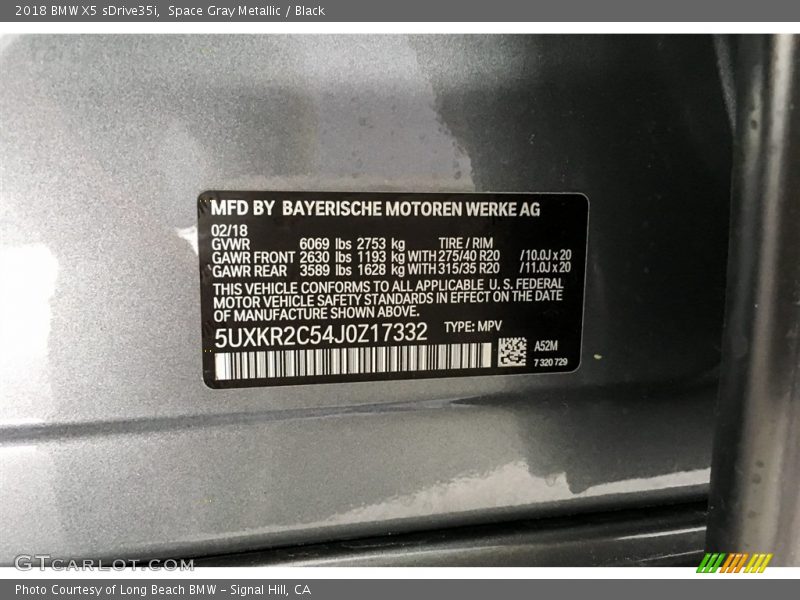 2018 BMW X5 sDrive35i, Space Gray Metallic / Black
MFD BY BAYERISCHE MOTOREN WERKE AG
02/18
GVWR 6069 lbs 2753 kg TIRE / RIM
GAWR FRONT 2630 lbs 1193 kg WITH 275/40 R20 /10.0J x 20
GAWR REAR 3589 lbs 1628 kg WITH 315/35 R20 /11.0J x 20
THIS VEHICLE CONFORMS TO ALL APPLICABLE U.S. FEDERAL
MOTOR VEHICLE SAFETY STANDARDS IN EFFECT ON THE DATE
OF MANUFACTURE SHOWN ABOVE.
5UXKR2C54J0Z17332 TYPE: MPV
A52M
7 320 729
GTCARLOT.COM
Photo Courtesy of Long Beach BMW - Signal Hill, CA